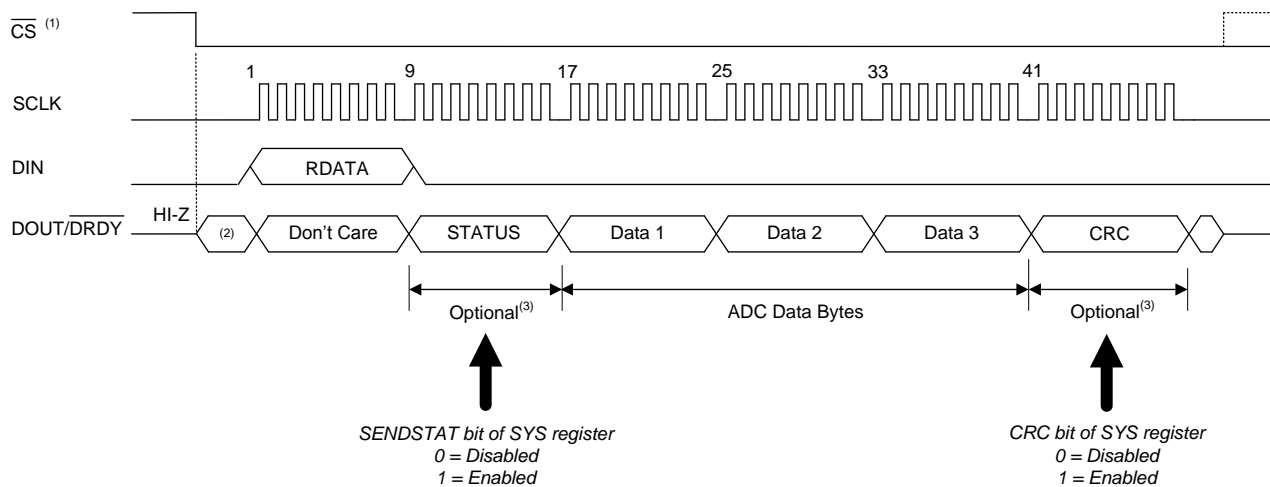 CS (1)
1 9 17 25 33 41
SCLK
DIN RDATA
DOUT/DRDY HI-Z (2) Don't Care STATUS Data 1 Data 2 Data 3 CRC
Optional(3) ADC Data Bytes Optional(3)
SENDSTAT bit of SYS register
0 = Disabled
1 = Enabled
CRC bit of SYS register
0 = Disabled
1 = Enabled